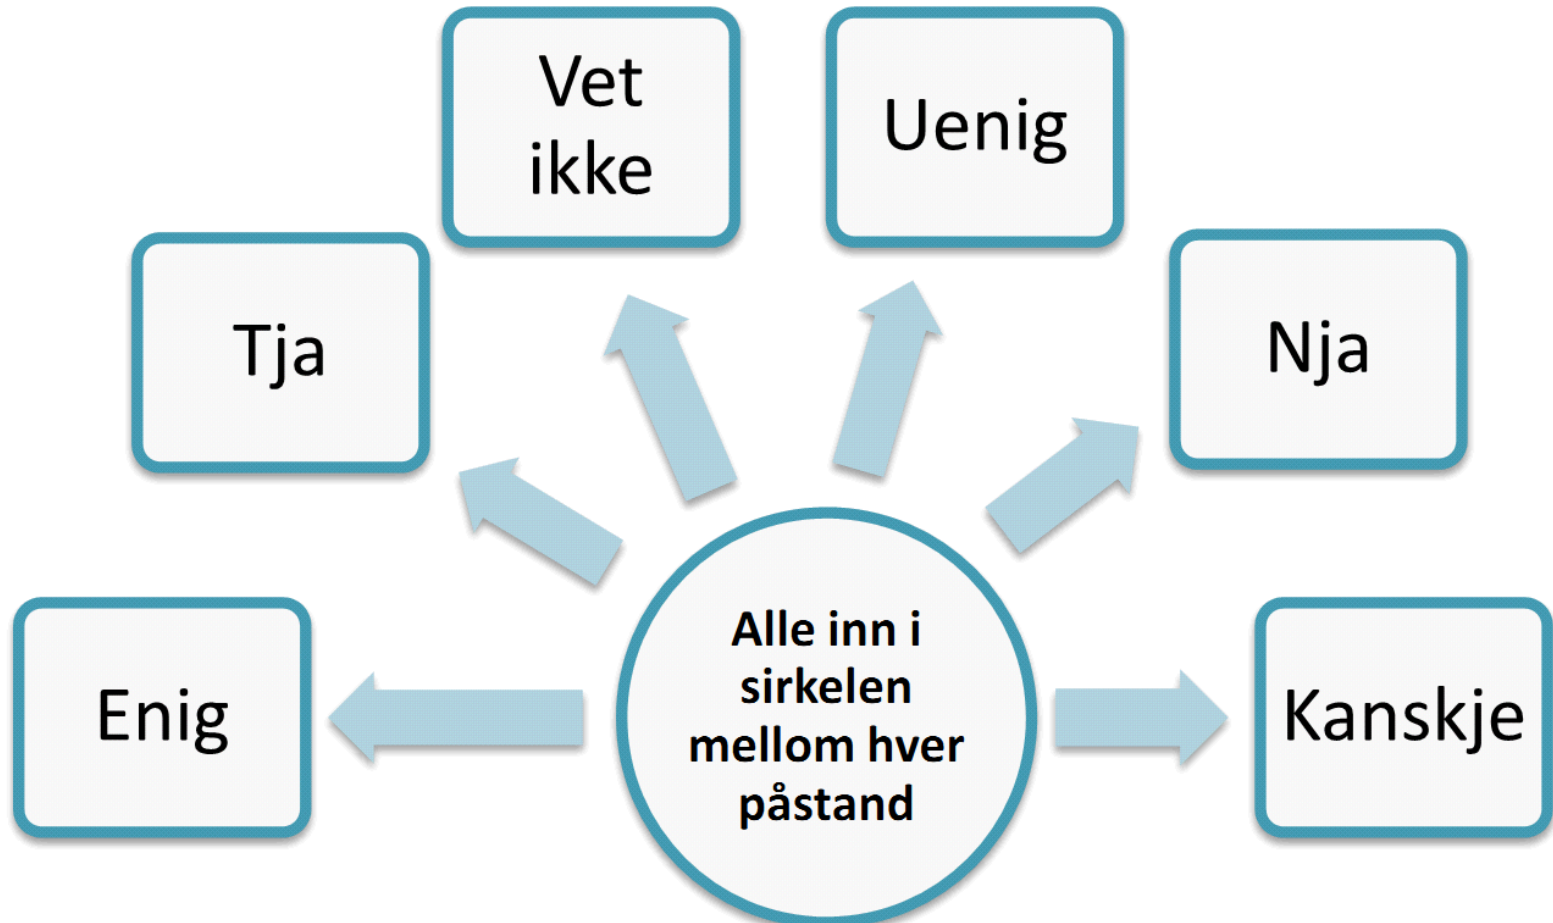 Vet
ikke
Uenig
Tja
Nja
Enig
Alle inn i
sirkelen
mellom hver
påstand
Kanskje